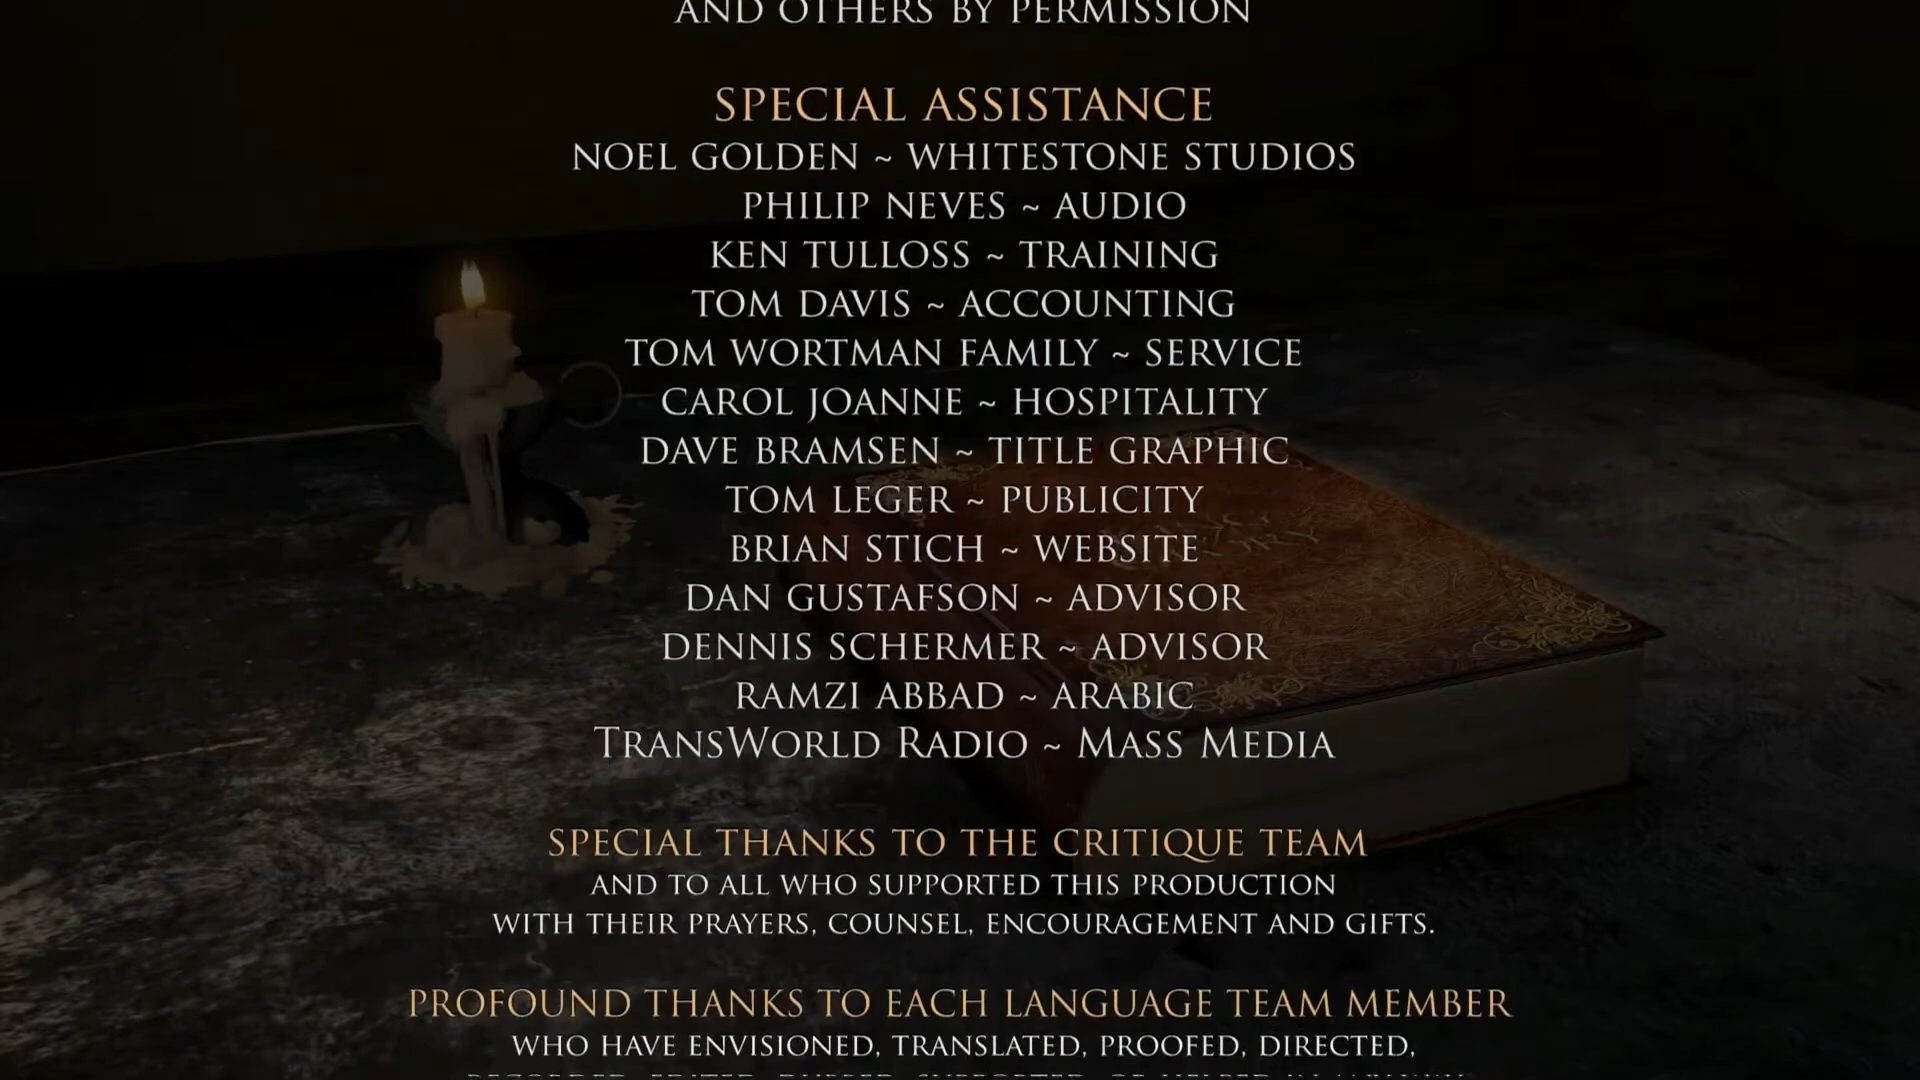 AND OTHERS BY PERMISSION
SPECIAL ASSISTANCE
NOEL GOLDEN ~ WHITESTONE STUDIOS
PHILIP NEVES ~ AUDIO
KEN TULLOSS ~ TRAINING
TOM DAVIS ~ ACCOUNTING
TOM WORTMAN FAMILY ~ SERVICE
CAROL JOANNE ~ HOSPITALITY
DAVE BRAMSEN ~ TITLE GRAPHIC
TOM LEGER ~ PUBLICITY
BRIAN STICH ~ WEBSITE
DAN GUSTAFSON ~ ADVISOR
DENNIS SCHERMER ~ ADVISOR
RAMZI ABBAD ~ ARABIC
TRANSWORLD RADIO ~ MASS MEDIA
SPECIAL THANKS TO THE CRITIQUE TEAM
AND TO ALL WHO SUPPORTED THIS PRODUCTION
WITH THEIR PRAYERS, COUNSEL, ENCOURAGEMENT AND GIFTS.
PROFOUND THANKS TO EACH LANGUAGE TEAM MEMBER
WHO HAVE ENVISIONED, TRANSLATED, PROOFED, DIRECTED,